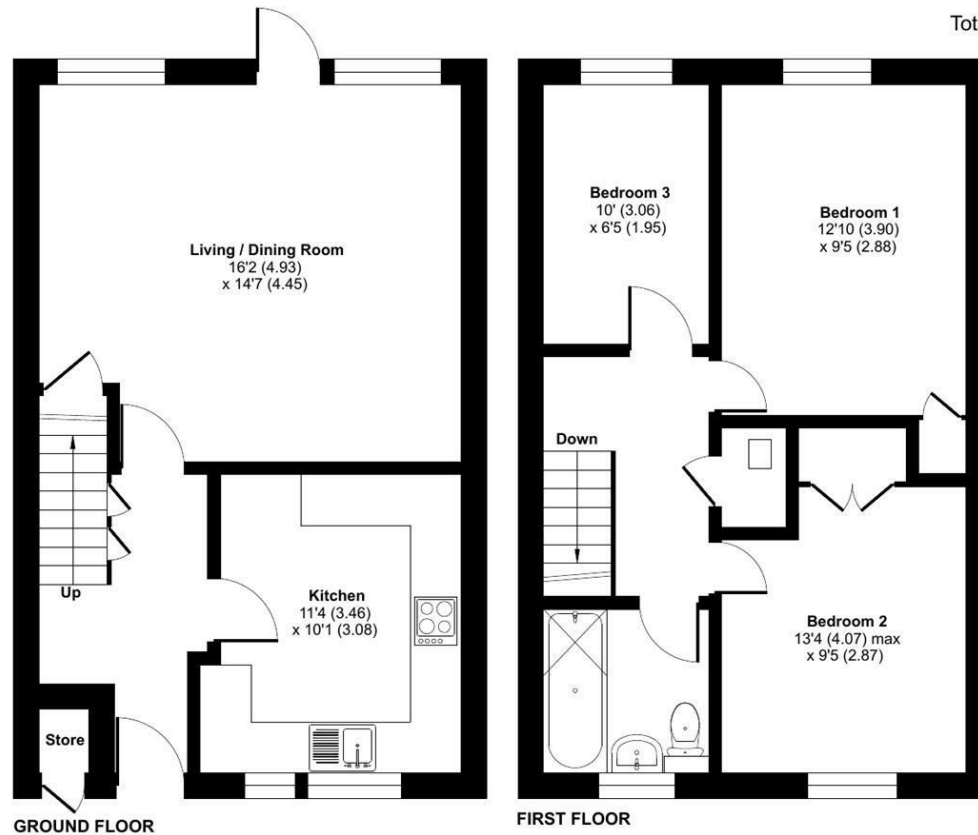 Tot
Living / Dining Room
16'2 (4.93)
x 14'7 (4.45)
Bedroom 3
10' (3.06)
x 6'5 (1.95)
Bedroom 1
12'10 (3.90)
x 9'5 (2.88)
Down
Up
Kitchen
11'4 (3.46)
x 10'1 (3.08)
Bedroom 2
13'4 (4.07) max
x 9'5 (2.87)
Store
GROUND FLOOR
FIRST FLOOR